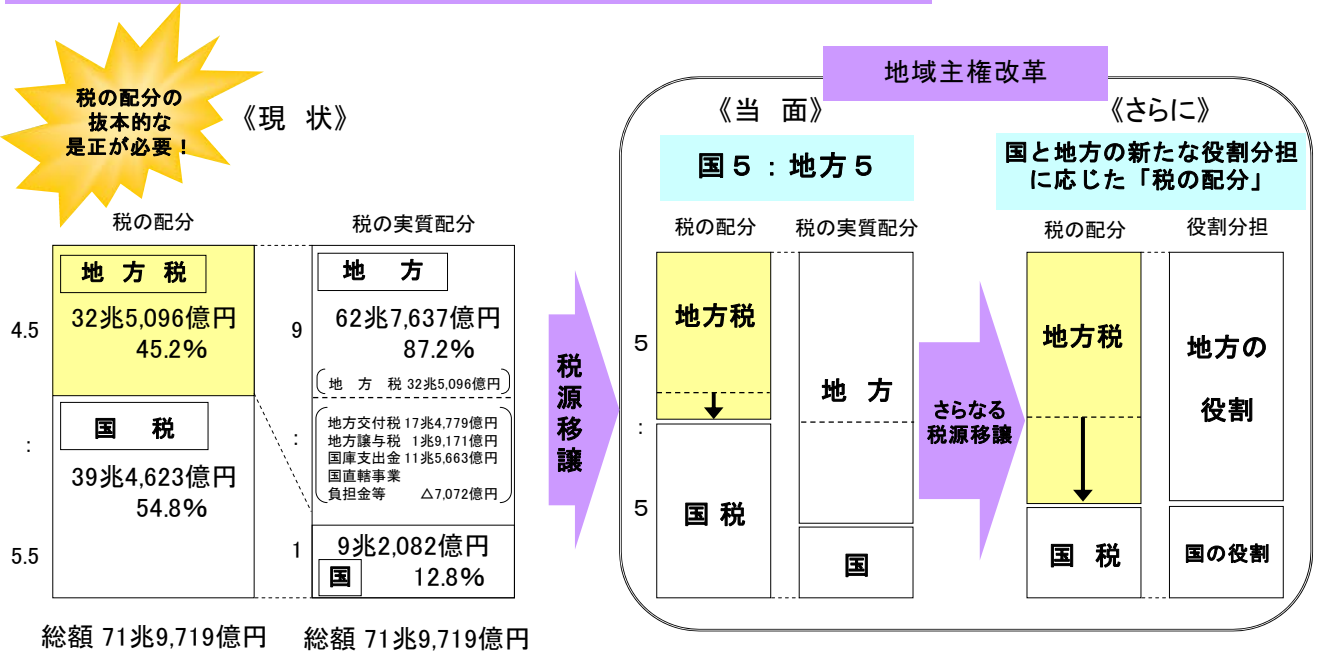 税の配分の
抜本的な
是正が必要！
《現 状》
税の配分
税の実質配分
地 方 税
32兆5,096億円
45.2%
国 税
39兆4,623億円
54.8%
4.5
:
5.5
総額 71兆9,719億円
地 方
62兆7,637億円
87.2%
地 方 税 32兆5,096億円
地方交付税 17兆4,779億円
地方譲与税 1兆9,171億円
国庫支出金 11兆5,663億円
国直轄事業
負担金等 △7,072億円
9兆2,082億円
国 12.8%
9
:
1
総額 71兆9,719億円
税源移譲
地域主権改革
《当 面》
国５：地方５
税の配分
税の実質配分
5
:
5
地方税
国 税
地 方
国
さらなる
税源移譲
《さらに》
国と地方の新たな役割分担
に応じた「税の配分」
税の配分
役割分担
地方税
国 税
地方の
役割
国の役割